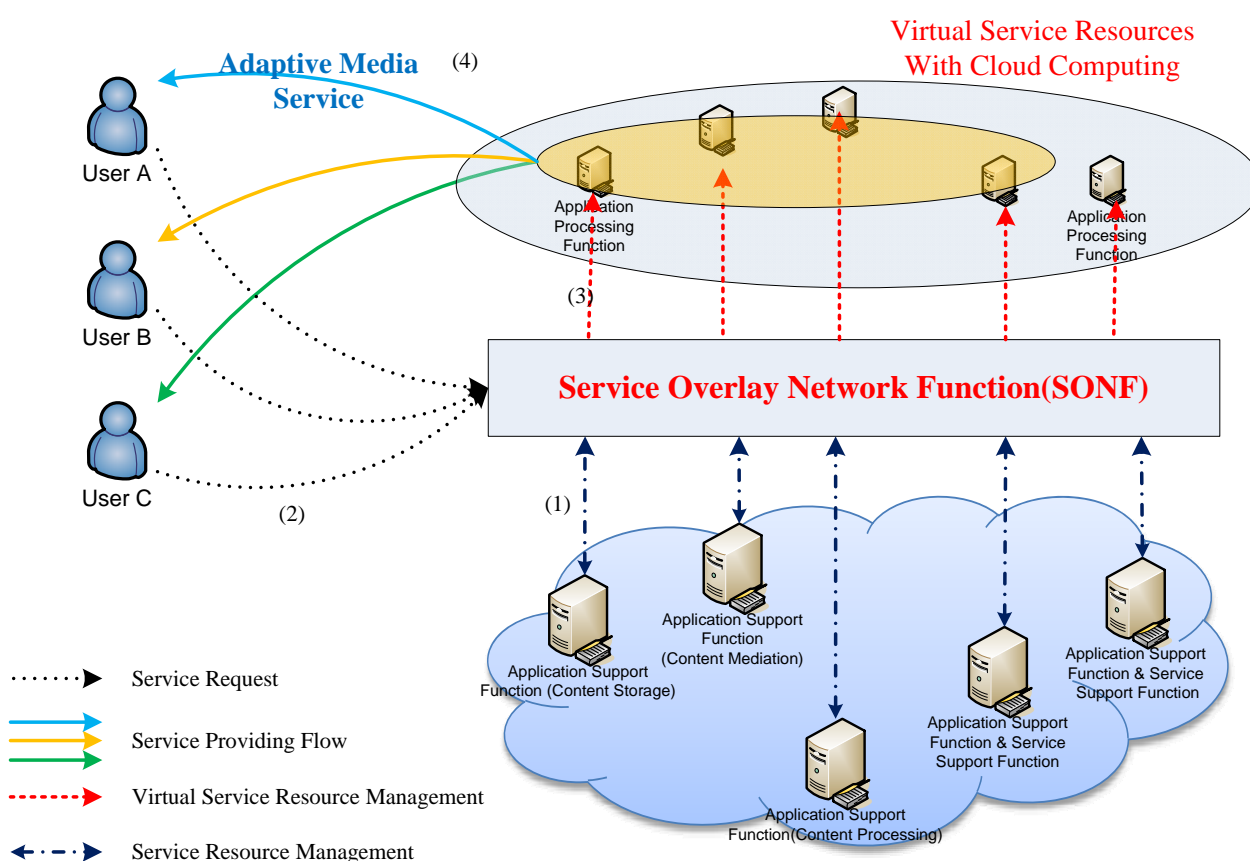 Virtual Service Resources
With Cloud Computing
Adaptive Media
Service
(4)
User A
Application
Processing
Function
Application
Processing
Function
User B
(3)
Service Overlay Network Function(SONF)
User C
(2)
(1)
Application Support
Function (Content Storage)
Application Support
Function
(Content Mediation)
Application Support
Function & Service
Support Function
Application Support
Function & Service
Support Function
Application Support
Function(Content Processing)
Service Request
Service Providing Flow
Virtual Service Resource Management
Service Resource Management